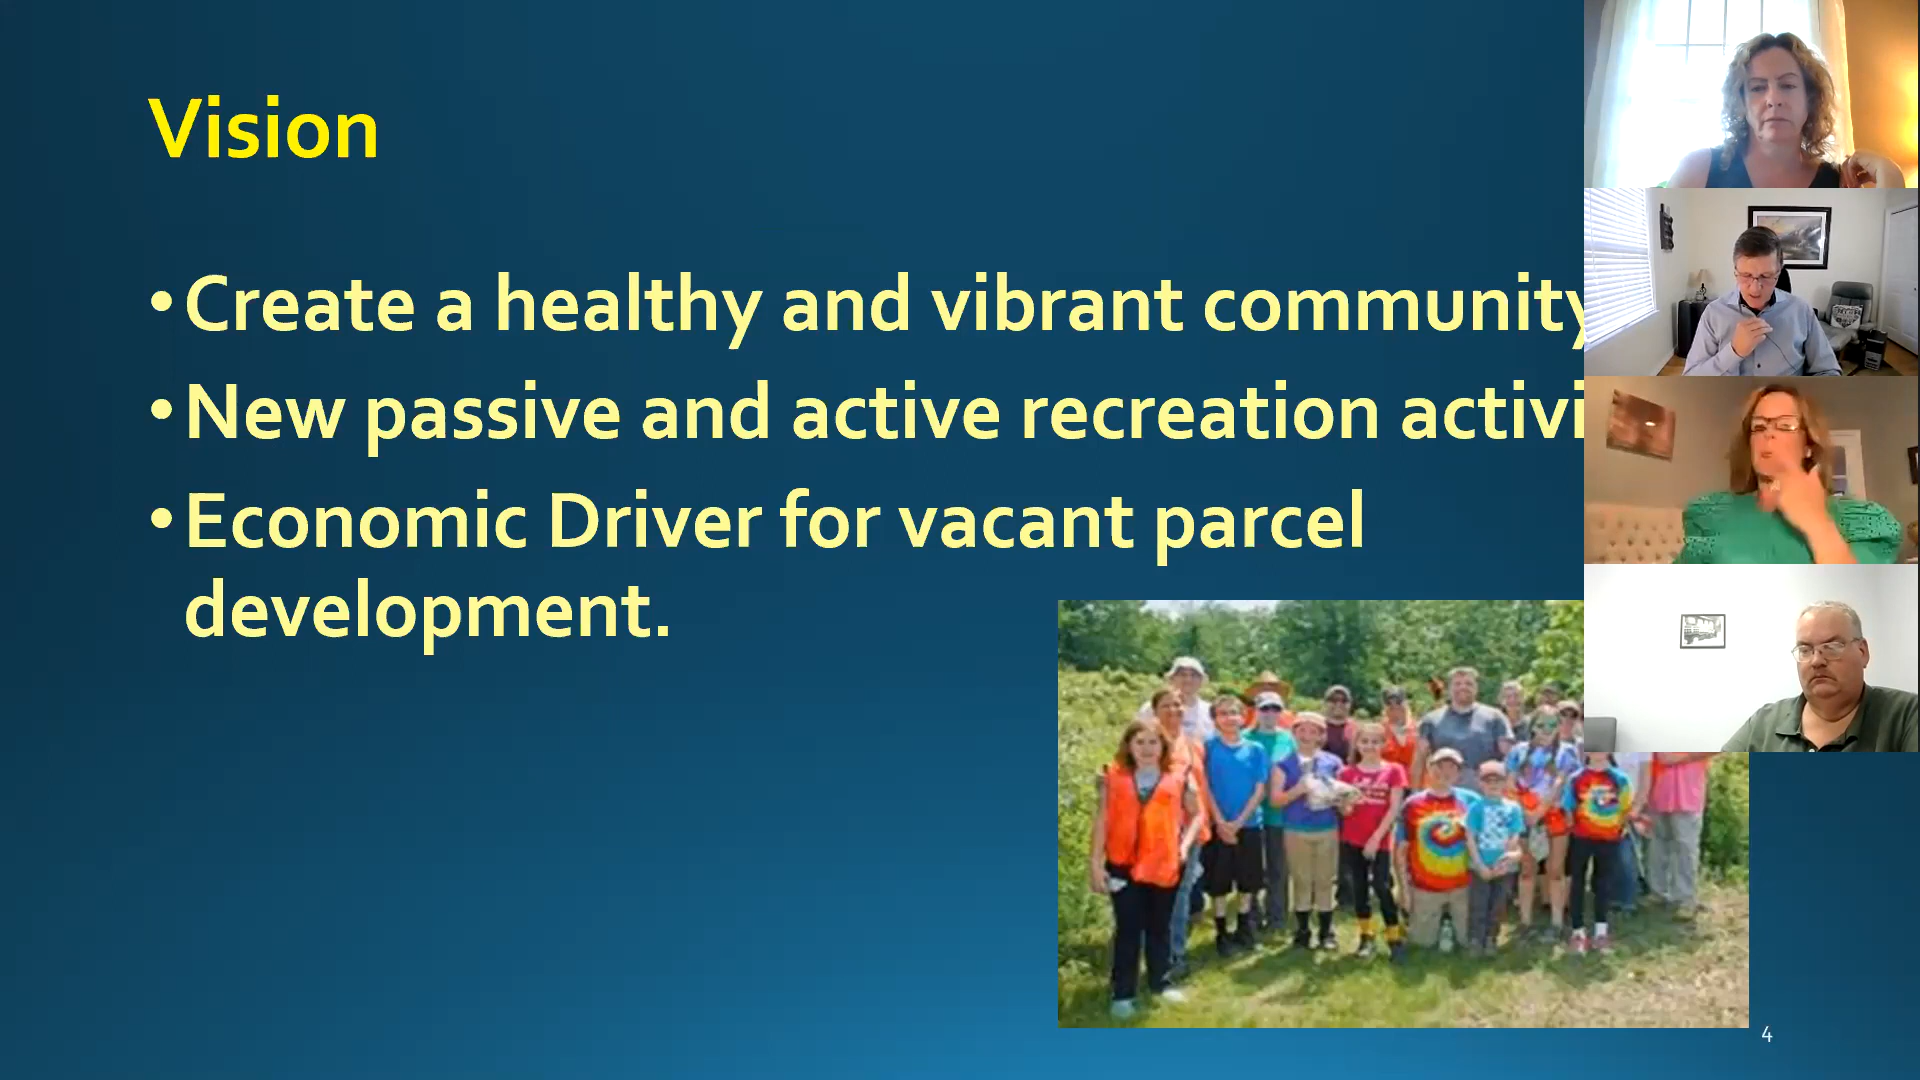 Vision
• Create a healthy and vibrant community
• New passive and active recreation activi
• Economic Driver for vacant parcel
development.
4